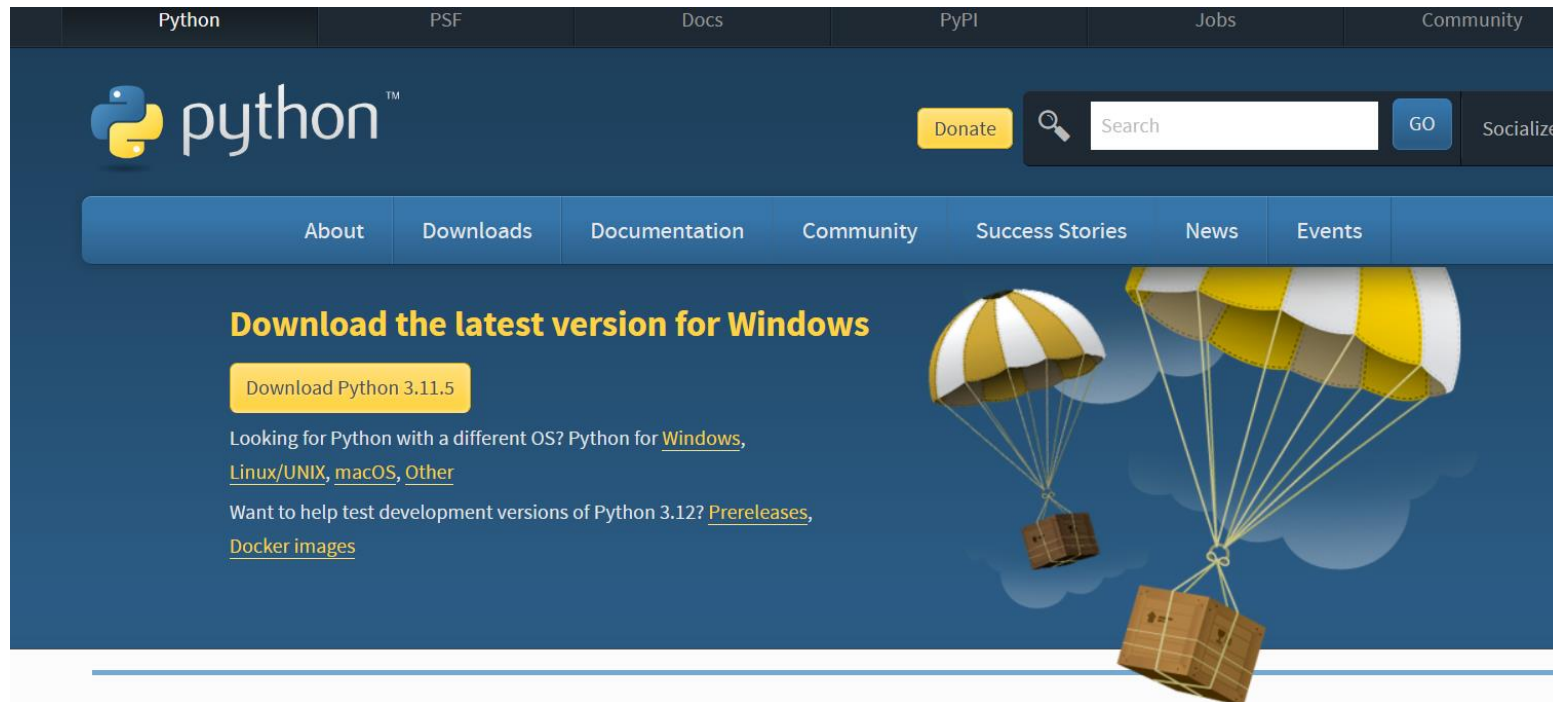 Python PSF Docs PyPI Jobs Community
python™
Donate Search GO Socialize
About Downloads Documentation Community Success Stories News Events
Download the latest version for Windows
Download Python 3.11.5
Looking for Python with a different OS? Python for Windows,
Linux/UNIX, macOS, Other
Want to help test development versions of Python 3.12? Prereleases,
Docker images